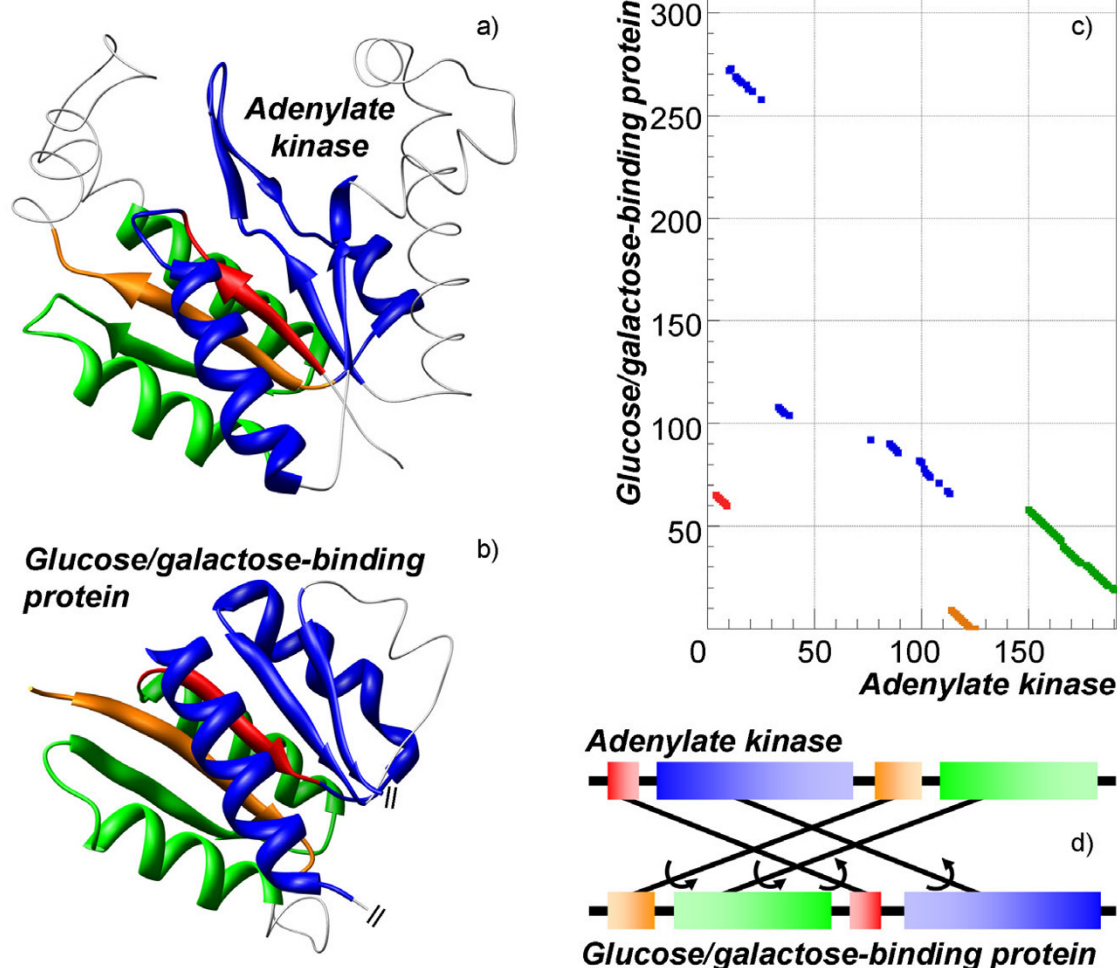 a)
Adenylate
kinase
b)
Glucose/galactose-binding
protein
c)
Glucose/galactose-binding protein
300
250
200
150
100
50
0 50 100 150
Adenylate kinase
Adenylate kinase
d)
Glucose/galactose-binding protein